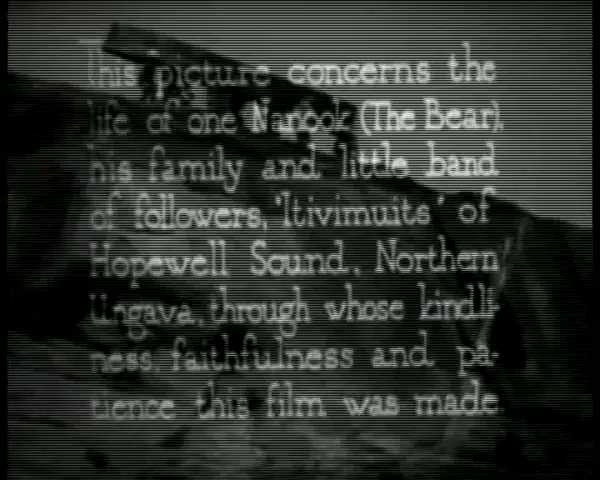 This picture concerns the
life of one Nanook (The Bear),
his family and little band
of followers, "Itivimuits" of
Hopewell Sound, Northern
Ungava, through whose kindli-
ness, faithfulness and pa-
tience this film was made.